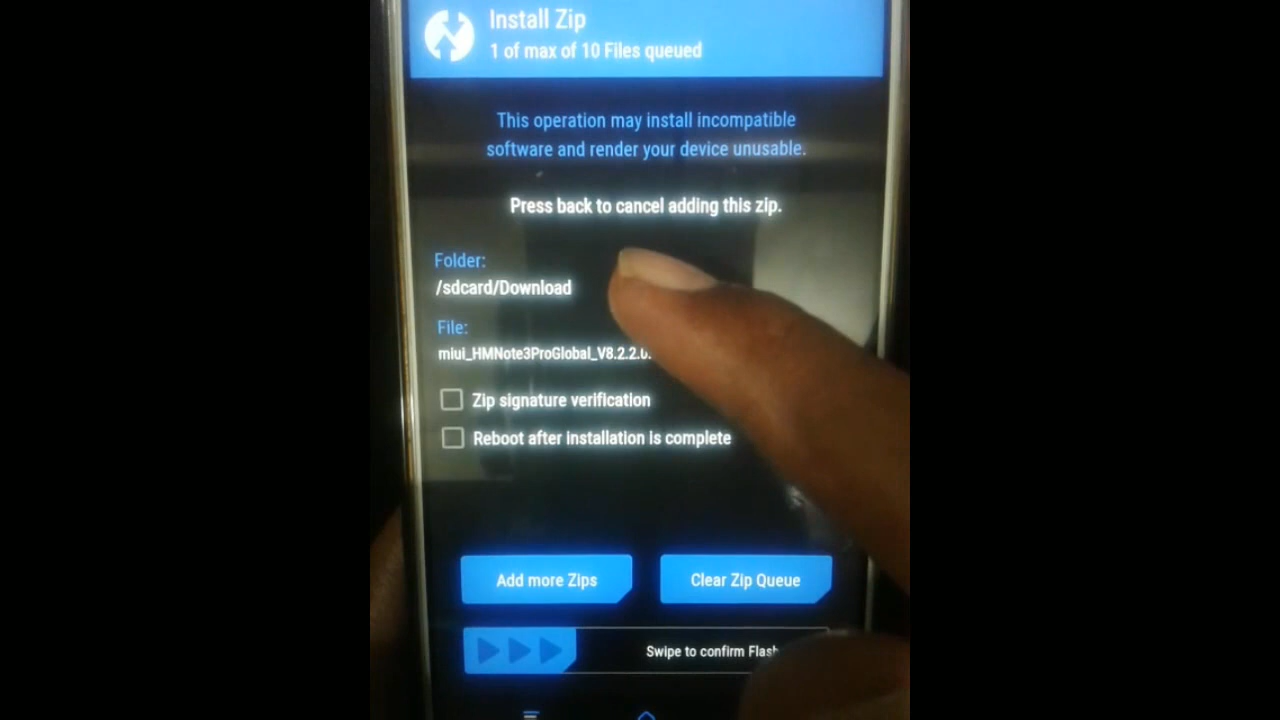 Install Zip
1 of max of 10 Files queued
This operation may install incompatible
software and render your device unusable.
Press back to cancel adding this zip.
Folder:
/sdcard/Download
File:
miui_HMNote3ProGlobal_V8.2.2.0.
Zip signature verification
Reboot after installation is complete
Add more Zips
Clear Zip Queue
Swipe to confirm Flash